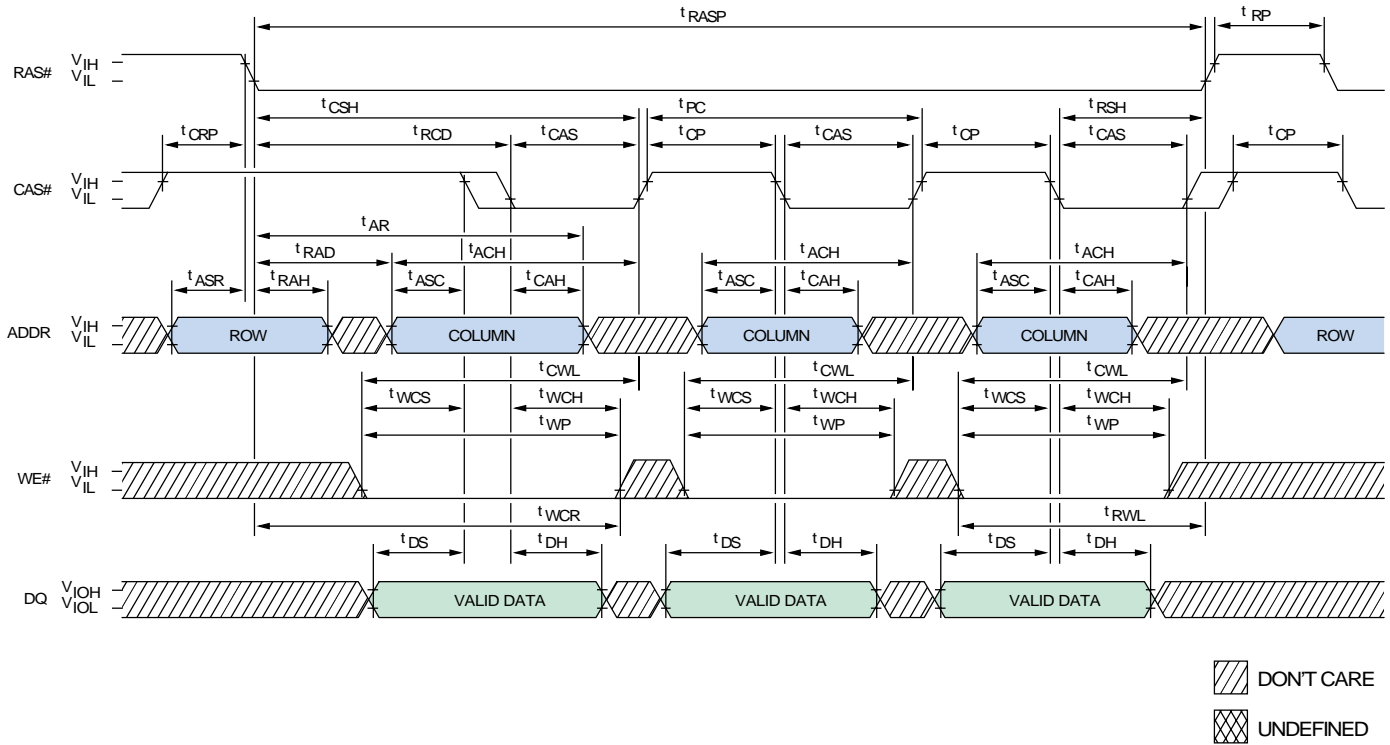 tRASP
tRP
RAS# VIH
VIL
tCSH
tPC
tRSH
tCRP
tRCD
tCAS
tCP
tCAS
tCP
tCAS
tCP
CAS# VIH
VIL
tAR
tRAD
tACH
tACH
tACH
tASR
tRAH
tASC
tCAH
tASC
tCAH
tASC
tCAH
ADDR VIH
VIL
ROW
COLUMN
COLUMN
COLUMN
ROW
tCWL
tCWL
tCWL
tWCS
tWCH
tWCS
tWCH
tWCS
tWCH
tWP
tWP
tWP
WE# VIH
VIL
tWCR
tRWL
tDS
tDH
tDS
tDH
tDS
tDH
DQ VIOH
VIOL
VALID DATA
VALID DATA
VALID DATA
DON'T CARE
UNDEFINED